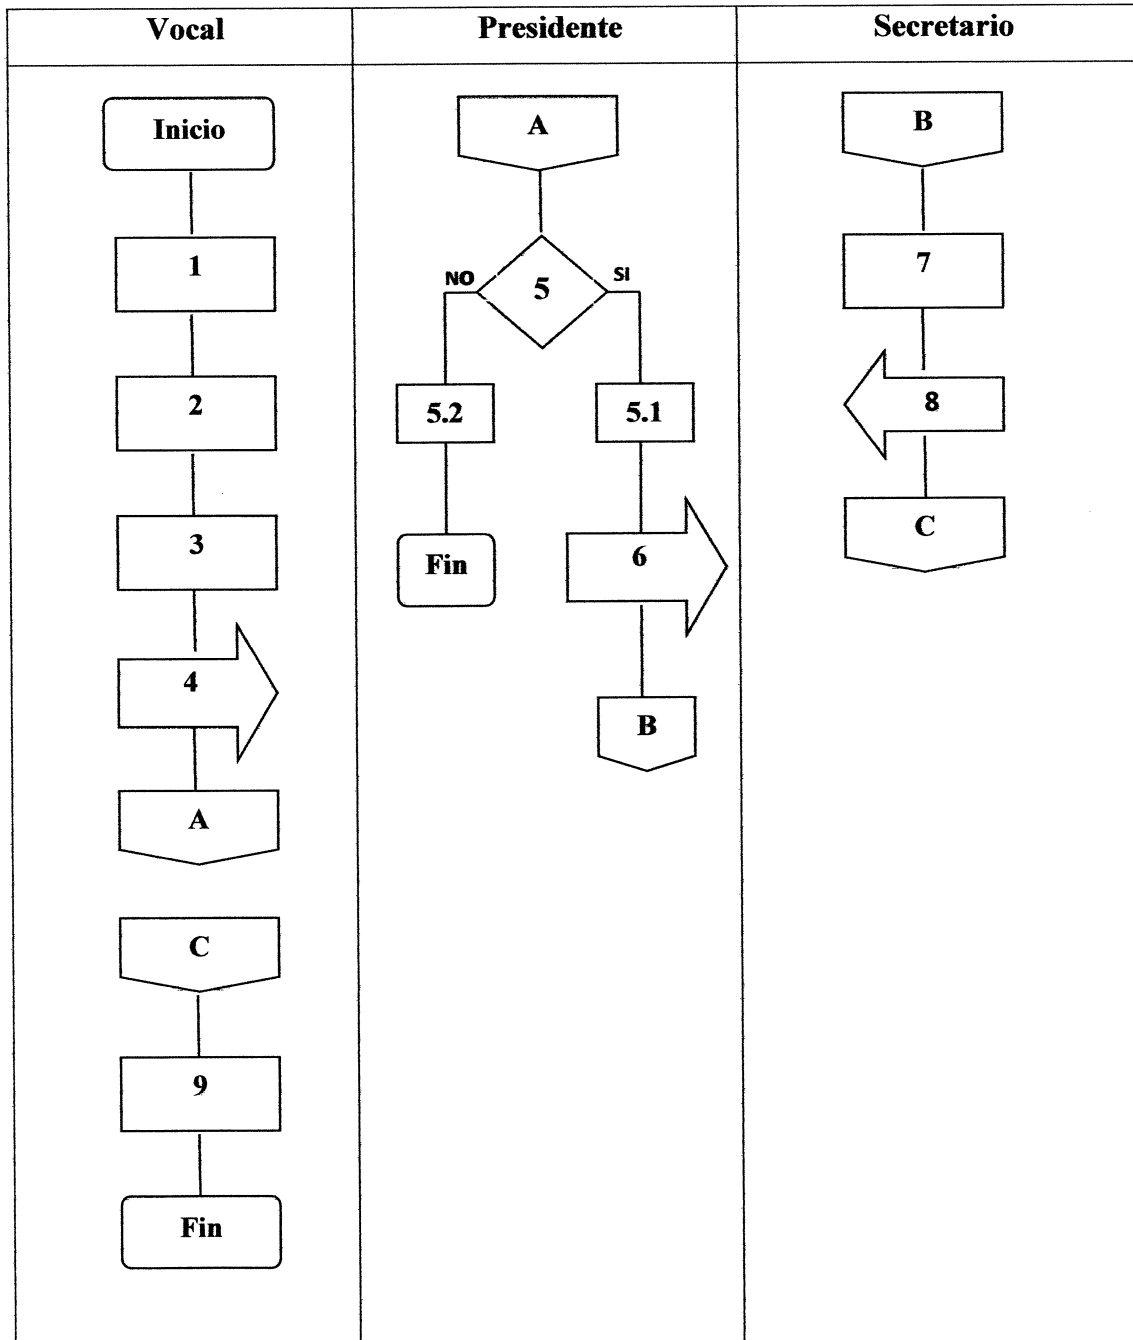 Vocal
Presidente
Secretario
Inicio
1
2
3
4
A
C
9
Fin
A
NO
5
SI
5.2
5.1
Fin
6
B
B
7
8
C